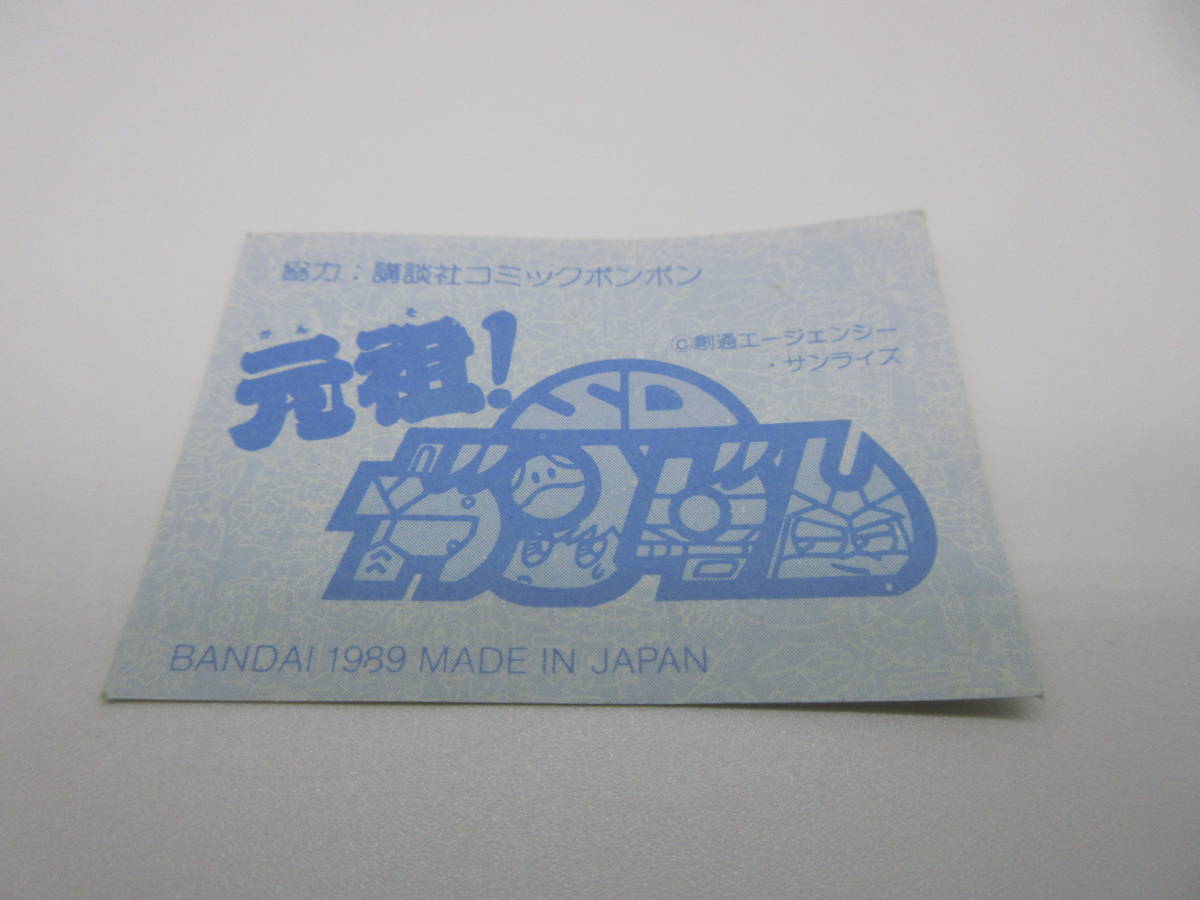 協力：講談社コミックボンボン
がんそ
元祖！
©創通エージェンシー
・サンライズ
SD
ガンダム
BANDAI 1989 MADE IN JAPAN